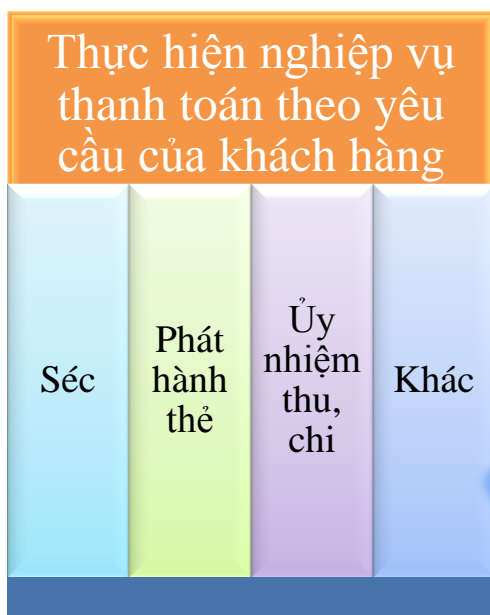 Thực hiện nghiệp vụ
thanh toán theo yêu
cầu của khách hàng
Séc
Phát
hành
thẻ
Ủy
nhiệm
thu,
chi
Khác